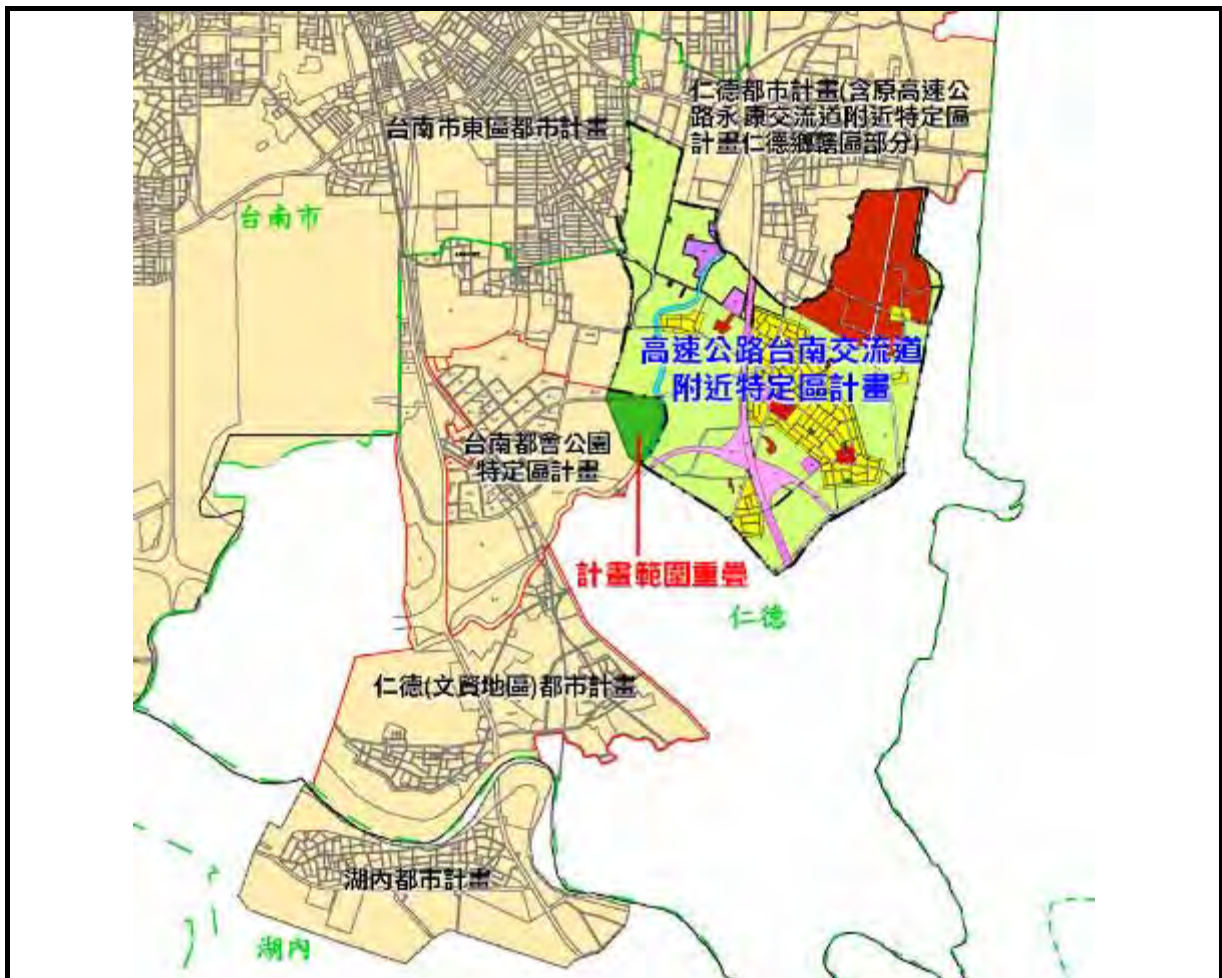 仁德都市計畫(含原高速公
路永康交流道附近特定區
計畫仁德鄉轄區部分)
台南市東區都市計畫
台南市
高速公路台南交流道
附近特定區計畫
台南都會公園
特定區計畫
計畫範圍重疊
仁德
仁德(文賢地區)都市計畫
湖內都市計畫
湖內